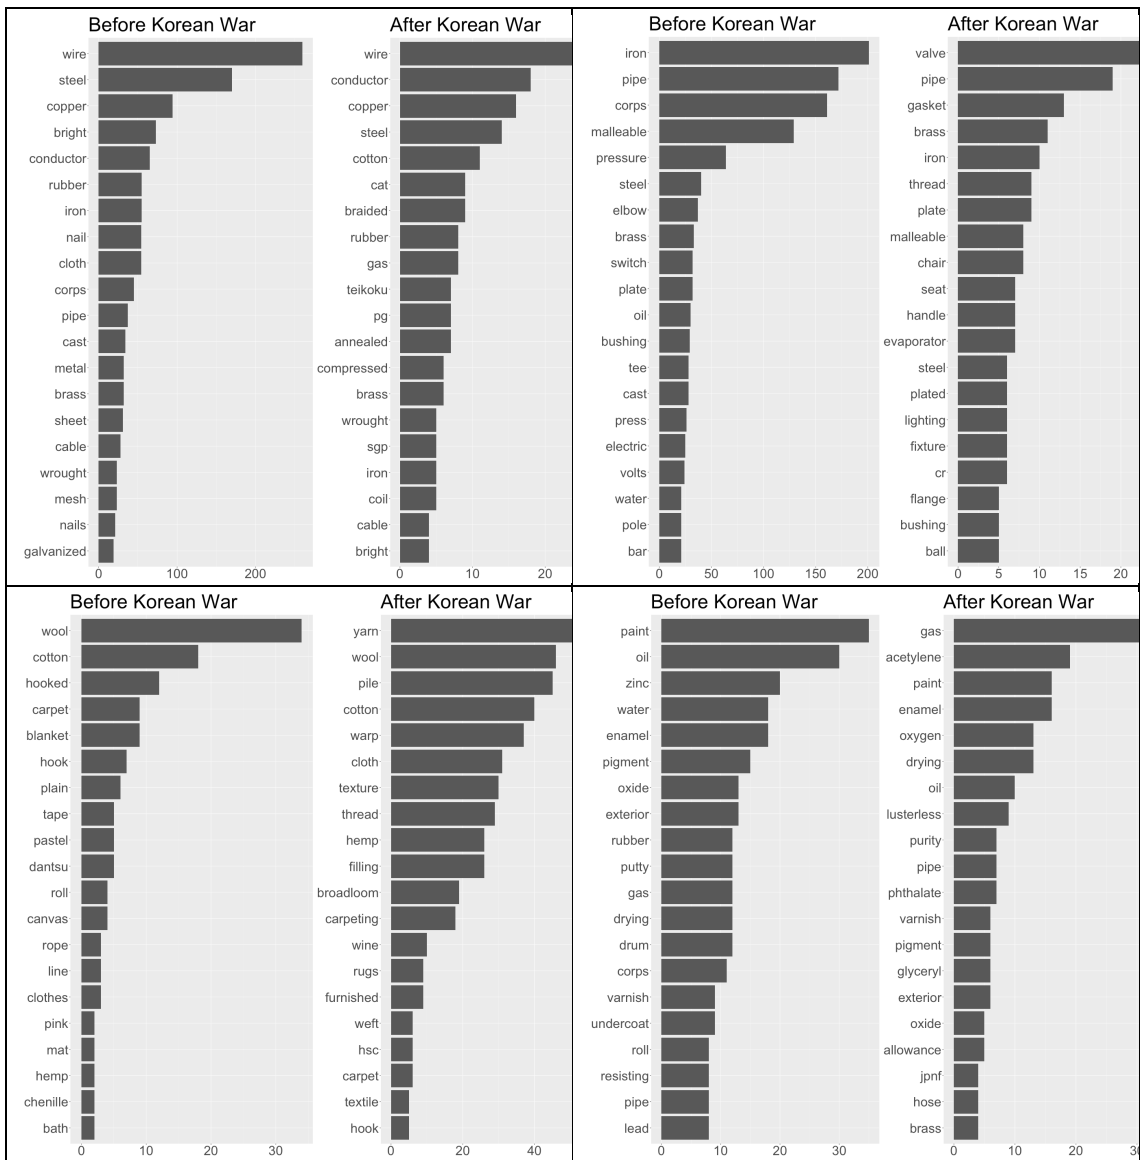 Before Korean War
wire
steel
copper
bright
conductor
rubber
iron
nail
cloth
corps
pipe
cast
metal
brass
sheet
cable
wrought
mesh
nails
galvanized
0 100 200
After Korean War
wire
conductor
copper
steel
cotton
cat
braided
rubber
gas
teikoku
pg
annealed
compressed
brass
wrought
sgp
iron
coil
cable
bright
0 10 20
Before Korean War
iron
pipe
corps
malleable
pressure
steel
elbow
brass
switch
plate
oil
bushing
tee
cast
press
electric
volts
water
pole
bar
0 50 100 150 200
After Korean War
valve
pipe
gasket
brass
iron
thread
plate
malleable
chair
seat
handle
evaporator
steel
plated
lighting
fixture
cr
flange
bushing
ball
0 5 10 15 20
Before Korean War
wool
cotton
hooked
carpet
blanket
hook
plain
tape
pastel
dantsu
roll
canvas
rope
line
clothes
pink
mat
hemp
chenille
bath
0 10 20 30
After Korean War
yarn
wool
pile
cotton
warp
cloth
texture
thread
hemp
filling
broadloom
carpeting
wine
rugs
furnished
weft
hsc
carpet
textile
hook
0 20 40
Before Korean War
paint
oil
zinc
water
enamel
pigment
oxide
exterior
rubber
putty
gas
drying
drum
corps
varnish
undercoat
roll
resisting
pipe
lead
0 10 20 30
After Korean War
gas
acetylene
paint
enamel
oxygen
drying
oil
lusterless
purity
pipe
phthalate
varnish
pigment
glyceryl
exterior
oxide
allowance
jpnf
hose
brass
0 10 20